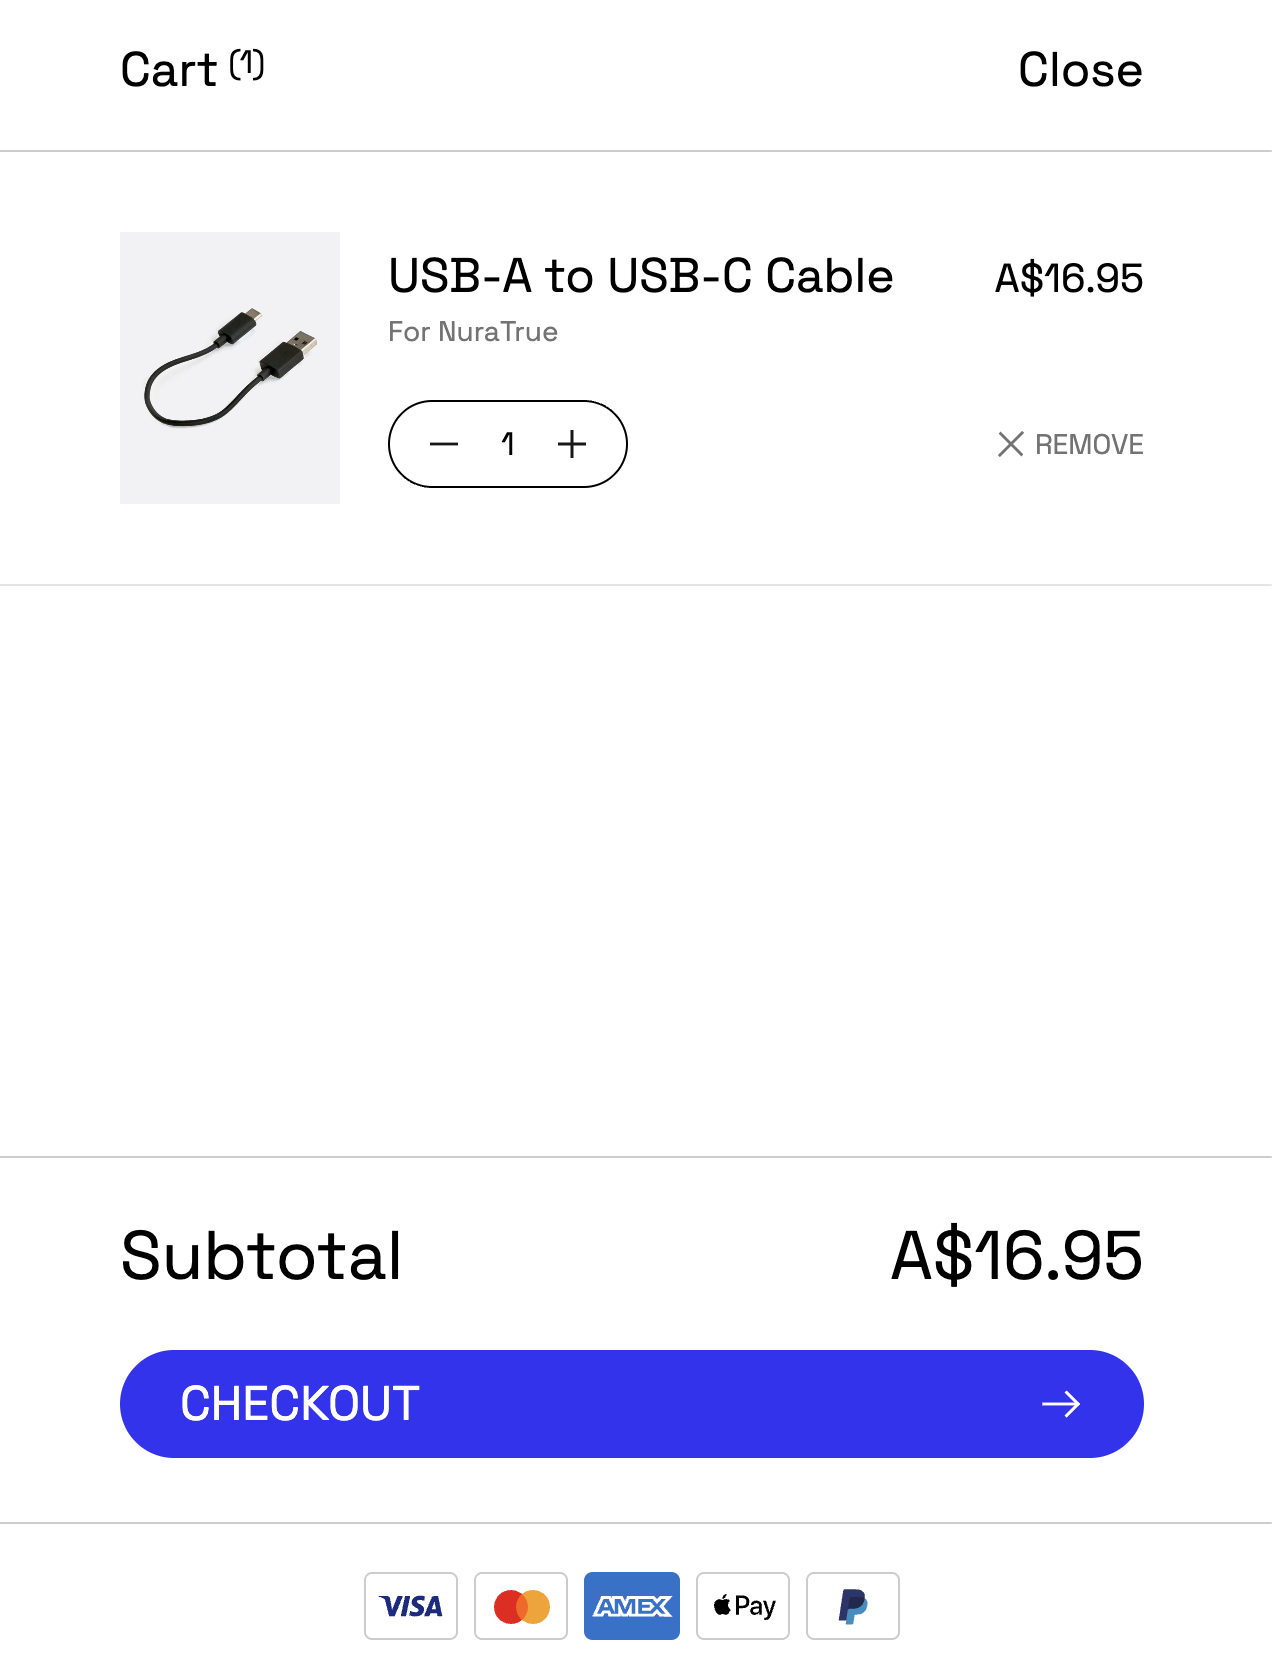 Cart (1)
Close
USB-A to USB-C Cable
A$16.95
For NuraTrue
1
REMOVE
Subtotal
A$16.95
CHECKOUT
VISA
AMEX
Pay